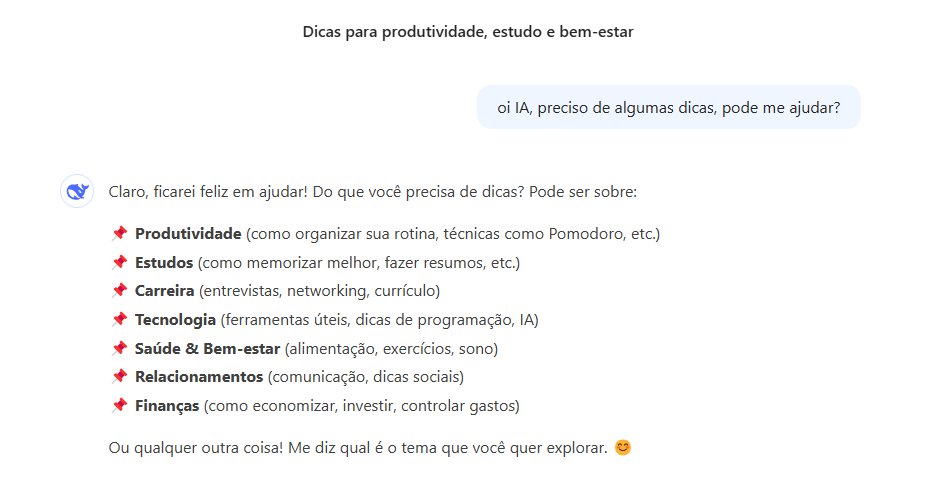 Dicas para produtividade, estudo e bem-estar
oi IA, preciso de algumas dicas, pode me ajudar?
Claro, ficarei feliz em ajudar! Do que você precisa de dicas? Pode ser sobre:
📌 Produtividade (como organizar sua rotina, técnicas como Pomodoro, etc.)
📌 Estudos (como memorizar melhor, fazer resumos, etc.)
📌 Carreira (entrevistas, networking, currículo)
📌 Tecnologia (ferramentas úteis, dicas de programação, IA)
📌 Saúde & Bem-estar (alimentação, exercícios, sono)
📌 Relacionamentos (comunicação, dicas sociais)
📌 Finanças (como economizar, investir, controlar gastos)
Ou qualquer outra coisa! Me diz qual é o tema que você quer explorar. 😊